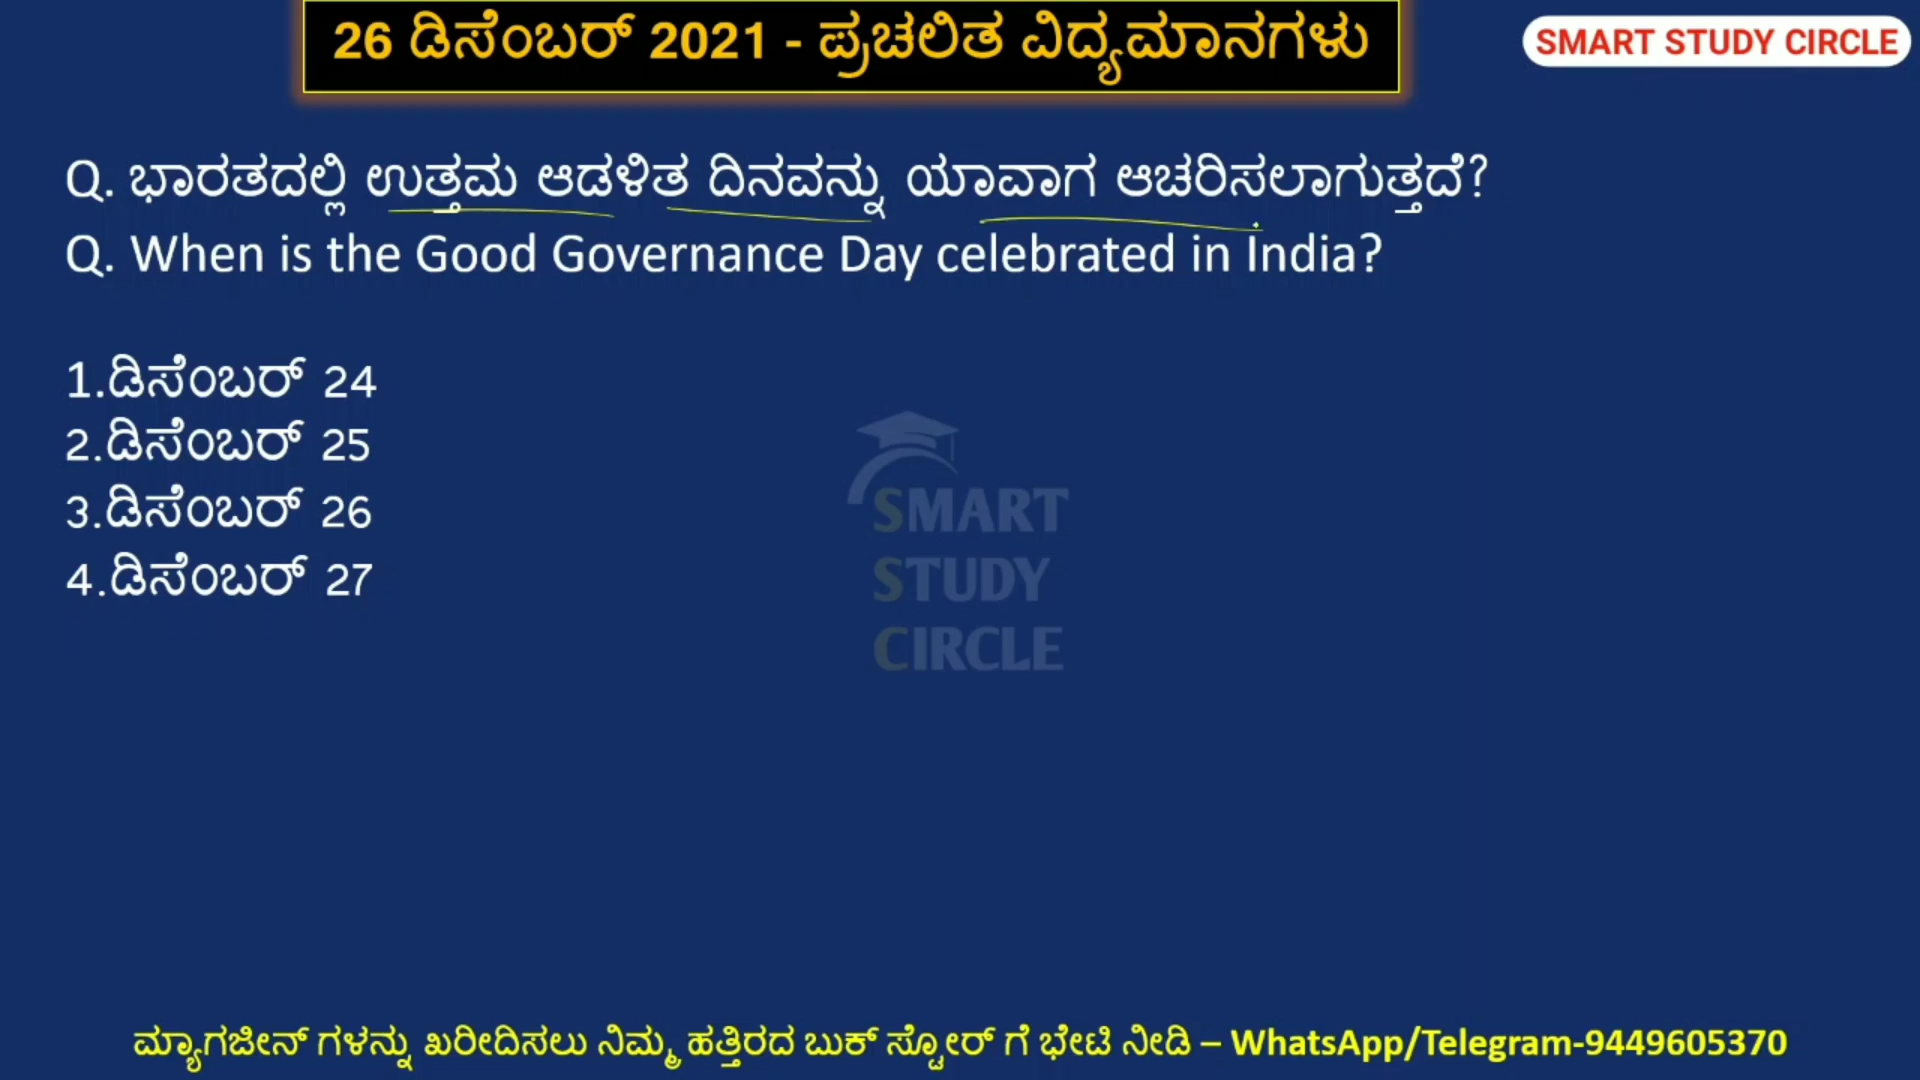 26 ಡಿಸೆಂಬರ್ 2021 - ಪ್ರಚಲಿತ ವಿದ್ಯಮಾನಗಳು
SMART STUDY CIRCLE
Q. ಭಾರತದಲ್ಲಿ ಉತ್ತಮ ಆಡಳಿತ ದಿನವನ್ನು ಯಾವಾಗ ಆಚರಿಸಲಾಗುತ್ತದೆ?
Q. When is the Good Governance Day celebrated in India?
1.ಡಿಸೆಂಬರ್ 24
2.ಡಿಸೆಂಬರ್ 25
3.ಡಿಸೆಂಬರ್ 26
4.ಡಿಸೆಂಬರ್ 27
SMART
STUDY
CIRCLE
ಮ್ಯಾಗಜೀನ್ ಗಳನ್ನು ಖರೀದಿಸಲು ನಿಮ್ಮ ಹತ್ತಿರದ ಬುಕ್ ಸ್ಟೋರ್ ಗೆ ಭೇಟಿ ನೀಡಿ – WhatsApp/Telegram-9449605370